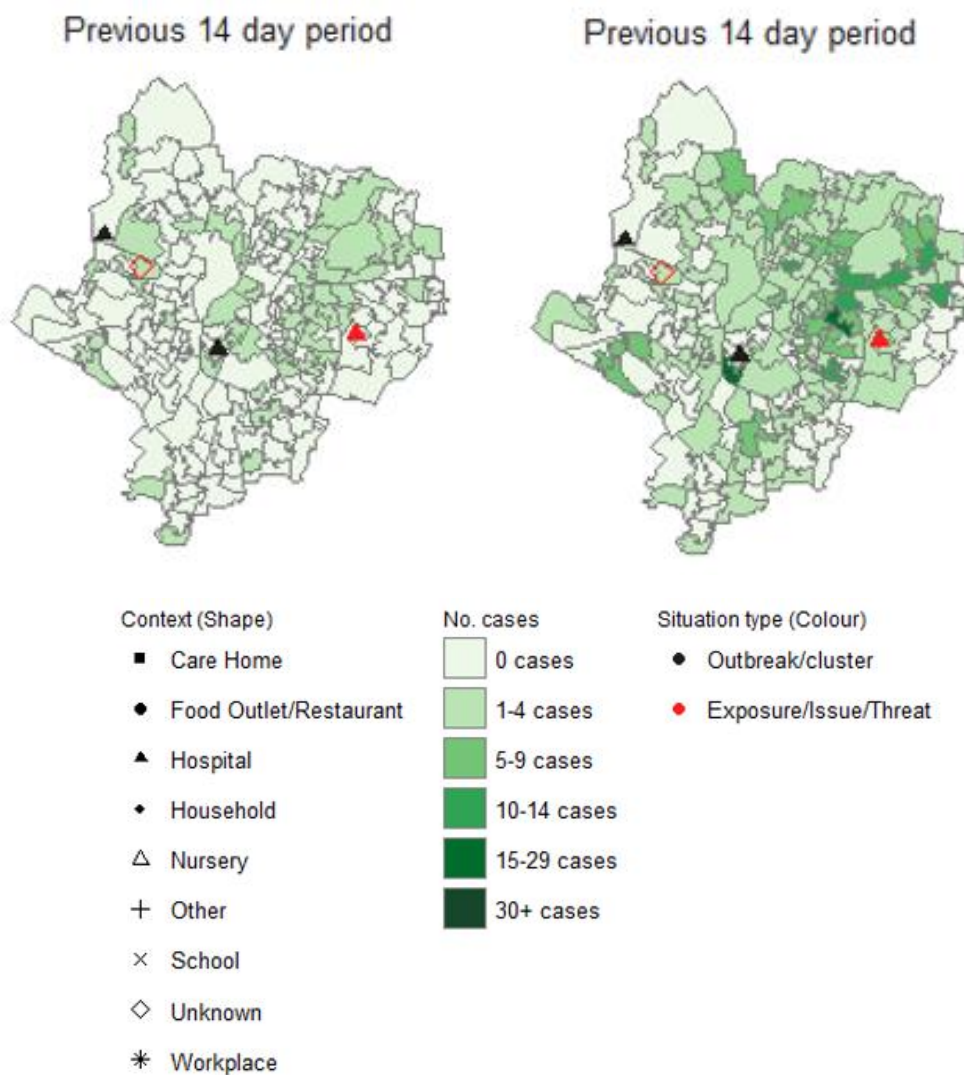 Previous 14 day period
Previous 14 day period
Context (Shape)
Care Home
Food Outlet/Restaurant
Hospital
Household
Nursery
Other
School
Unknown
Workplace
No. cases
0 cases
1-4 cases
5-9 cases
10-14 cases
15-29 cases
30+ cases
Situation type (Colour)
Outbreak/cluster
Exposure/Issue/Threat